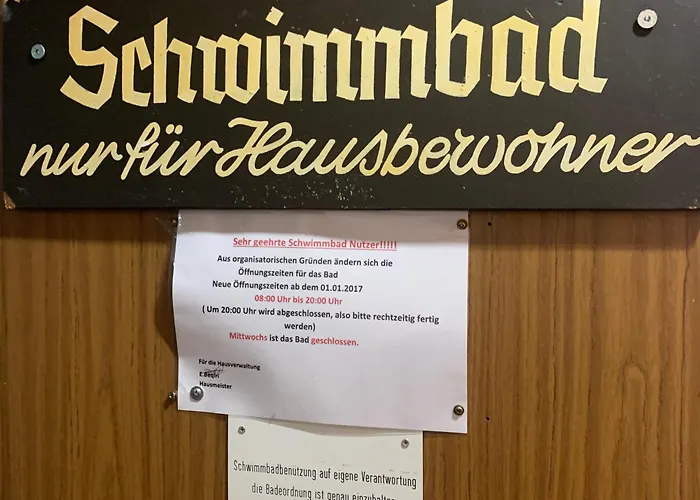 Schwimmbad
nur für Hausbewohner
Sehr geehrte Schwimmbad Nutzer!!!!!
Aus organisatorischen Gründen ändern sich die
Öffnungszeiten für das Bad
Neue Öffnungszeiten ab dem 01.01.2017
08:00 Uhr bis 20:00 Uhr
( Um 20:00 Uhr wird abgeschlossen, also bitte rechtzeitig fertig
werden)
Mittwochs ist das Bad geschlossen.
Für die Hausverwaltung
E.Beqiri
Hausmeister
Schwimmbadbenützung auf eigene Verantwortung
die Badeordnung ist genau einzuhalten